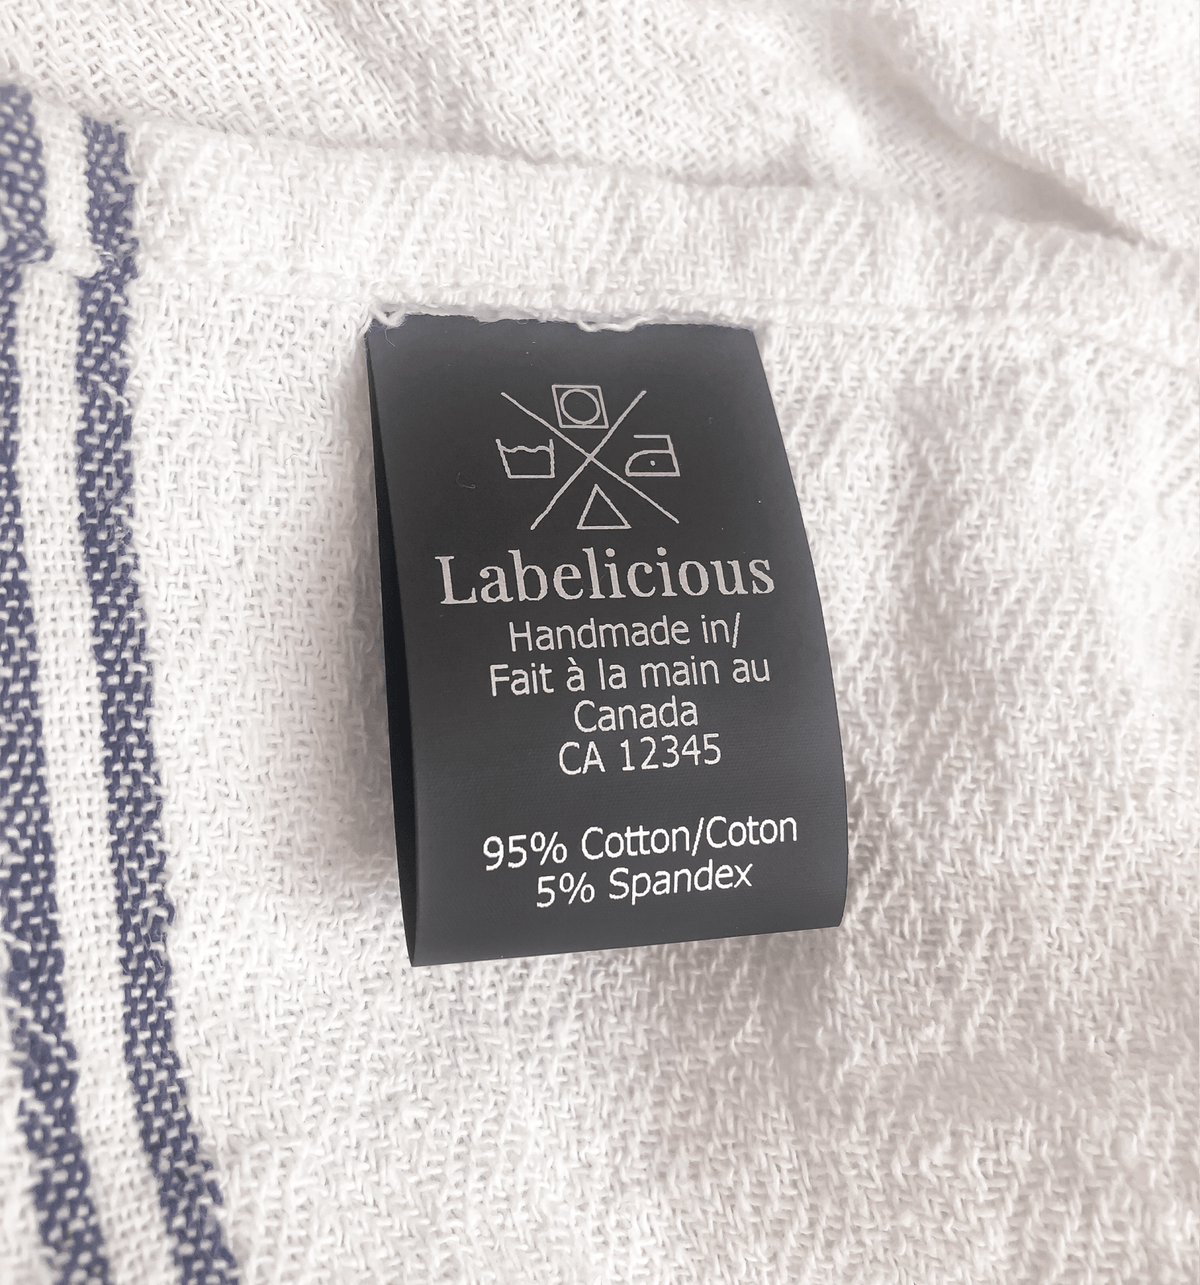 Labelicious
Handmade in/
Fait à la main au
Canada
CA 12345
95% Cotton/Coton
5% Spandex